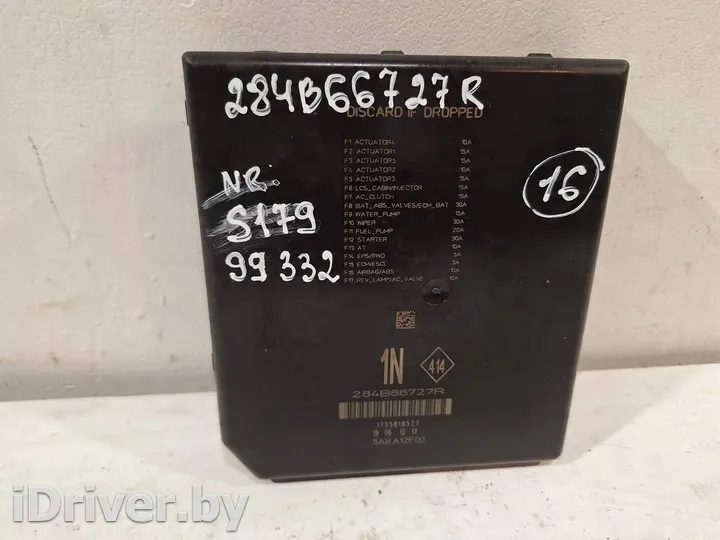 284B66727R
DISCARD IF DROPPED
F1 ACTUATOR4 10A
F2 ACTUATOR1 15A
F3 ACTUATOR5 15A
F4 ACTUATOR2 10A
F5 ACTUATOR3 15A
F6 LCS_CABIN/INJECTOR 15A
F7 AC_CLUTCH 15A
F8 BAT_ABS_VALVES/ECM_BAT 30A
F9 WATER_PUMP 15A
F10 WIPER 30A
F11 FUEL_PUMP 20A
F12 STARTER 30A
F13 AT 10A
F14 EPS/RWD 5A
F15 ECM/ESCL 5A
F16 AIRBAG/ABS 10A
F17 REV_LAMP/AC_VALVE 10A
NR.
S179
99332
16
1N 414
284B66727R
1735818527
5AKA12F00
iDriver.by